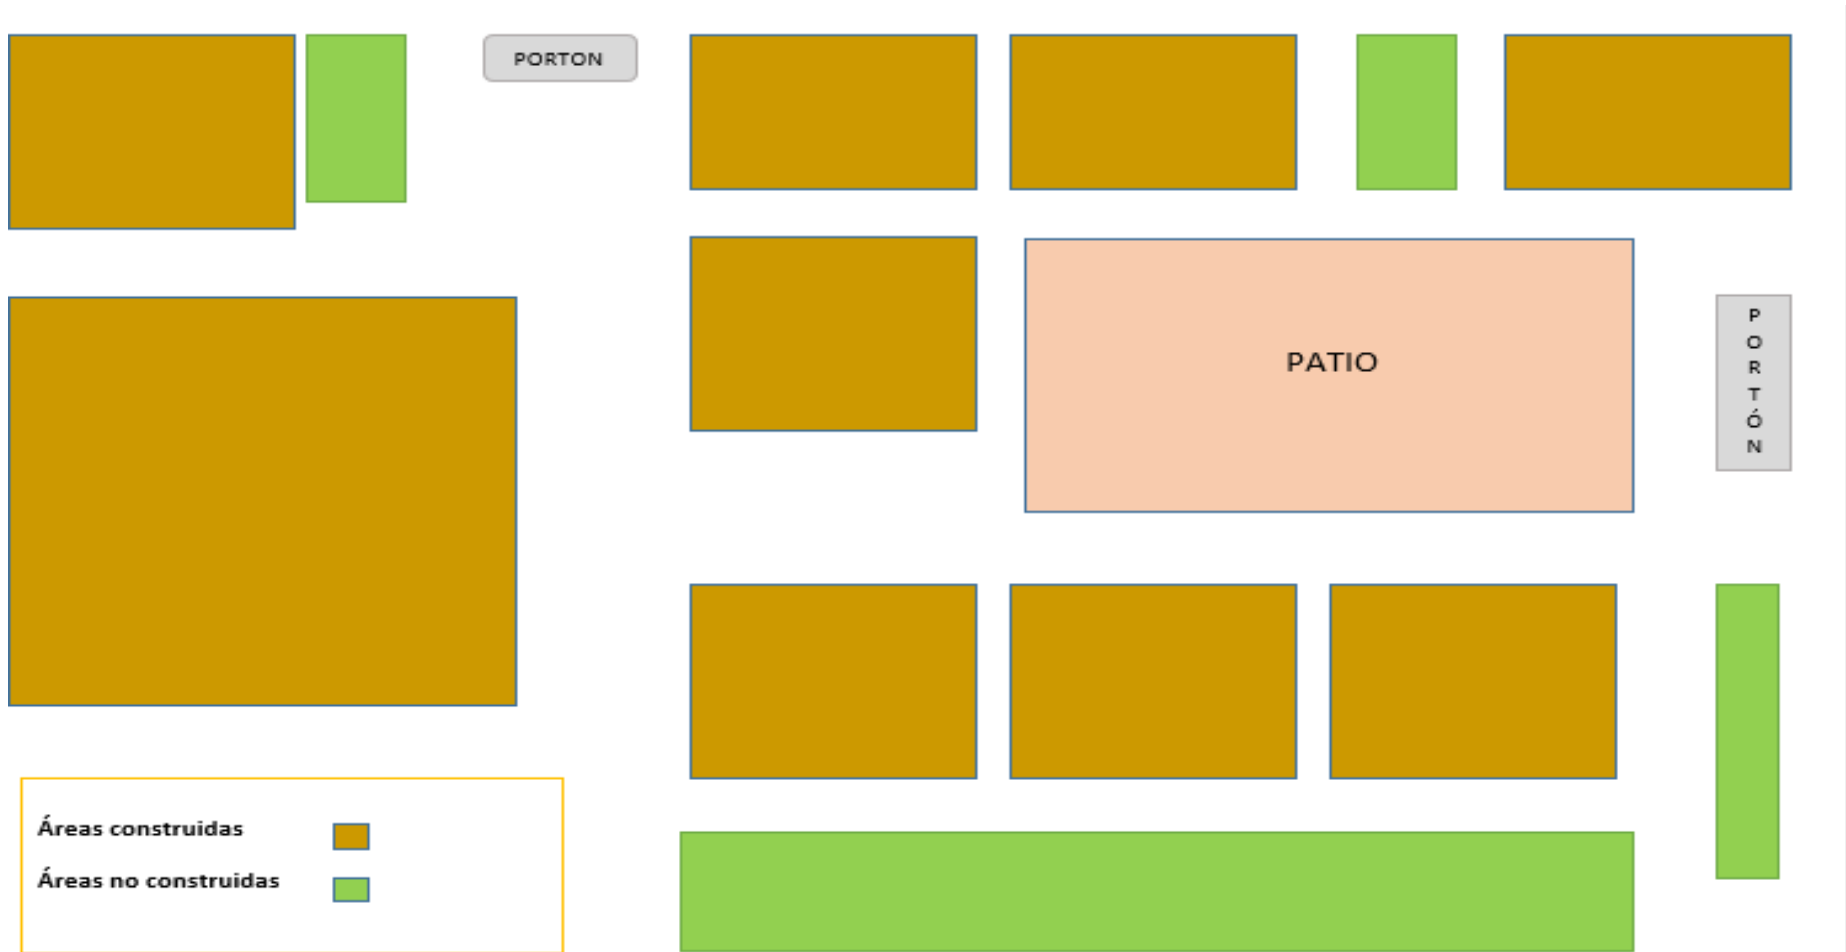 PORTON
PATIO
P
O
R
T
Ó
N
Áreas construidas
Áreas no construidas